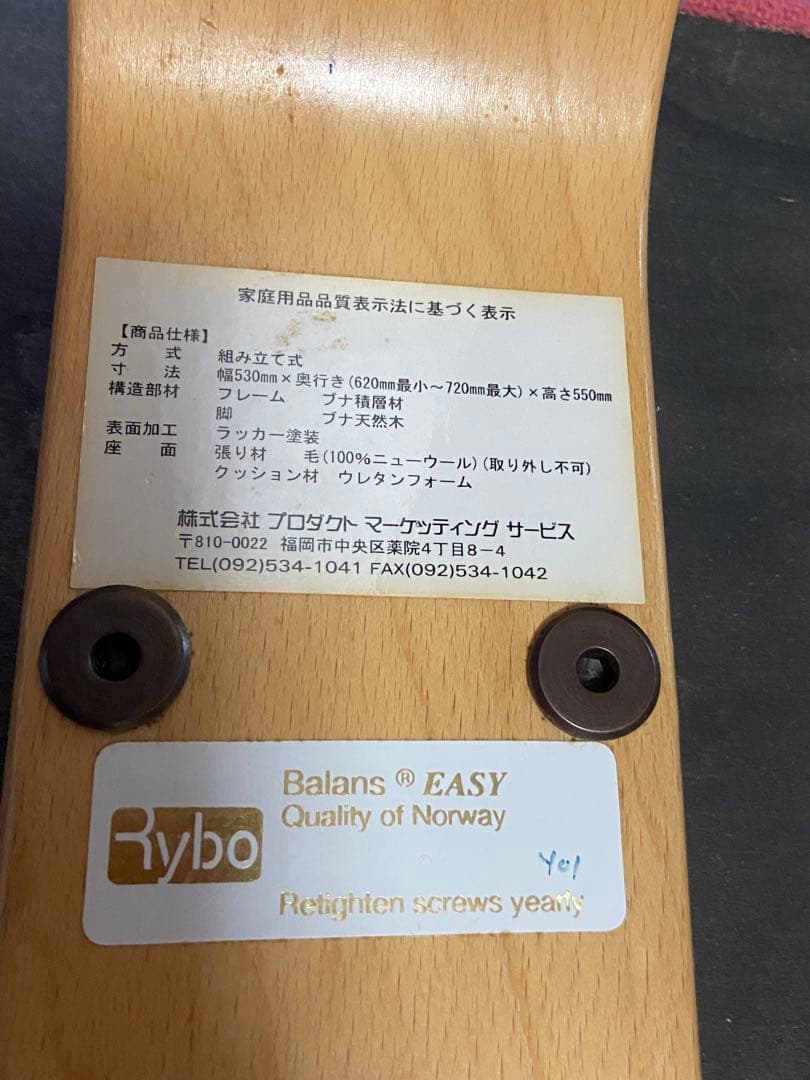 家庭用品品質表示法に基づく表示
【商品仕様】
方 式 組み立て式
寸 法 幅530mm×奥行き(620mm最小～720mm最大)×高さ550mm
構造部材 フレーム ブナ積層材
脚 ブナ天然木
表面加工 ラッカー塗装
座 面 張り材 毛(100%ニューウール)(取り外し不可)
クッション材 ウレタンフォーム
株式会社 プロダクト マーケッティング サービス
〒810-0022 福岡市中央区薬院4丁目8-4
TEL(092)534-1041 FAX(092)534-1042
Balans ® EASY
Quality of Norway
Rybo
Retighten screws yearly